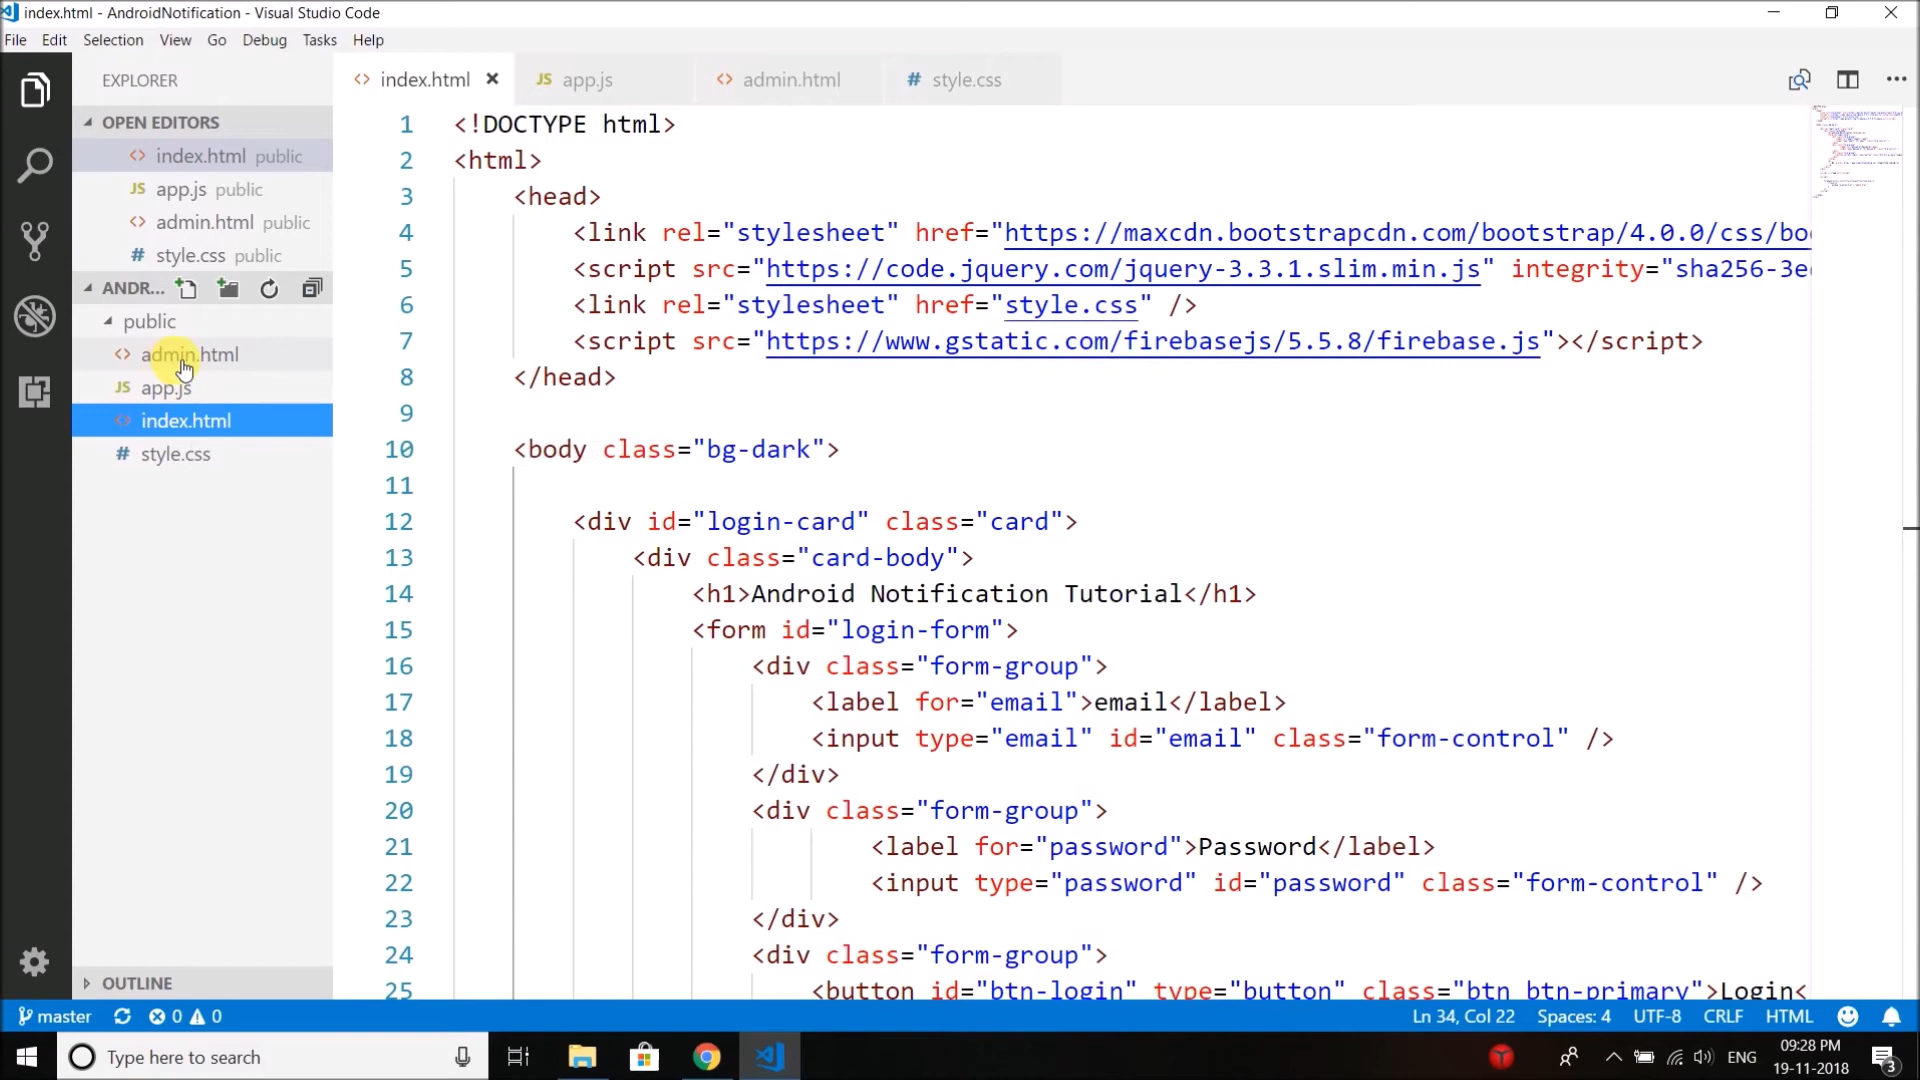 index.html - AndroidNotification - Visual Studio Code
File Edit Selection View Go Debug Tasks Help
EXPLORER
OPEN EDITORS
<> index.html public
JS app.js public
<> admin.html public
# style.css public
ANDR...
public
<> admin.html
JS app.js
<> index.html
# style.css
OUTLINE
<> index.html JS app.js <> admin.html # style.css
1 <!DOCTYPE html>
2 <html>
3 <head>
4 <link rel="stylesheet" href="https://maxcdn.bootstrapcdn.com/bootstrap/4.0.0/css/bo
5 <script src="https://code.jquery.com/jquery-3.3.1.slim.min.js" integrity="sha256-3e
6 <link rel="stylesheet" href="style.css" />
7 <script src="https://www.gstatic.com/firebasejs/5.5.8/firebase.js"></script>
8 </head>
9
10 <body class="bg-dark">
11
12 <div id="login-card" class="card">
13 <div class="card-body">
14 <h1>Android Notification Tutorial</h1>
15 <form id="login-form">
16 <div class="form-group">
17 <label for="email">email</label>
18 <input type="email" id="email" class="form-control" />
19 </div>
20 <div class="form-group">
21 <label for="password">Password</label>
22 <input type="password" id="password" class="form-control" />
23 </div>
24 <div class="form-group">
25 <button id="btn-login" type="button" class="btn btn-primary">Login<
master 0 0 Ln 34, Col 22 Spaces: 4 UTF-8 CRLF HTML
Type here to search
ENG
09:28 PM
19-11-2018
3